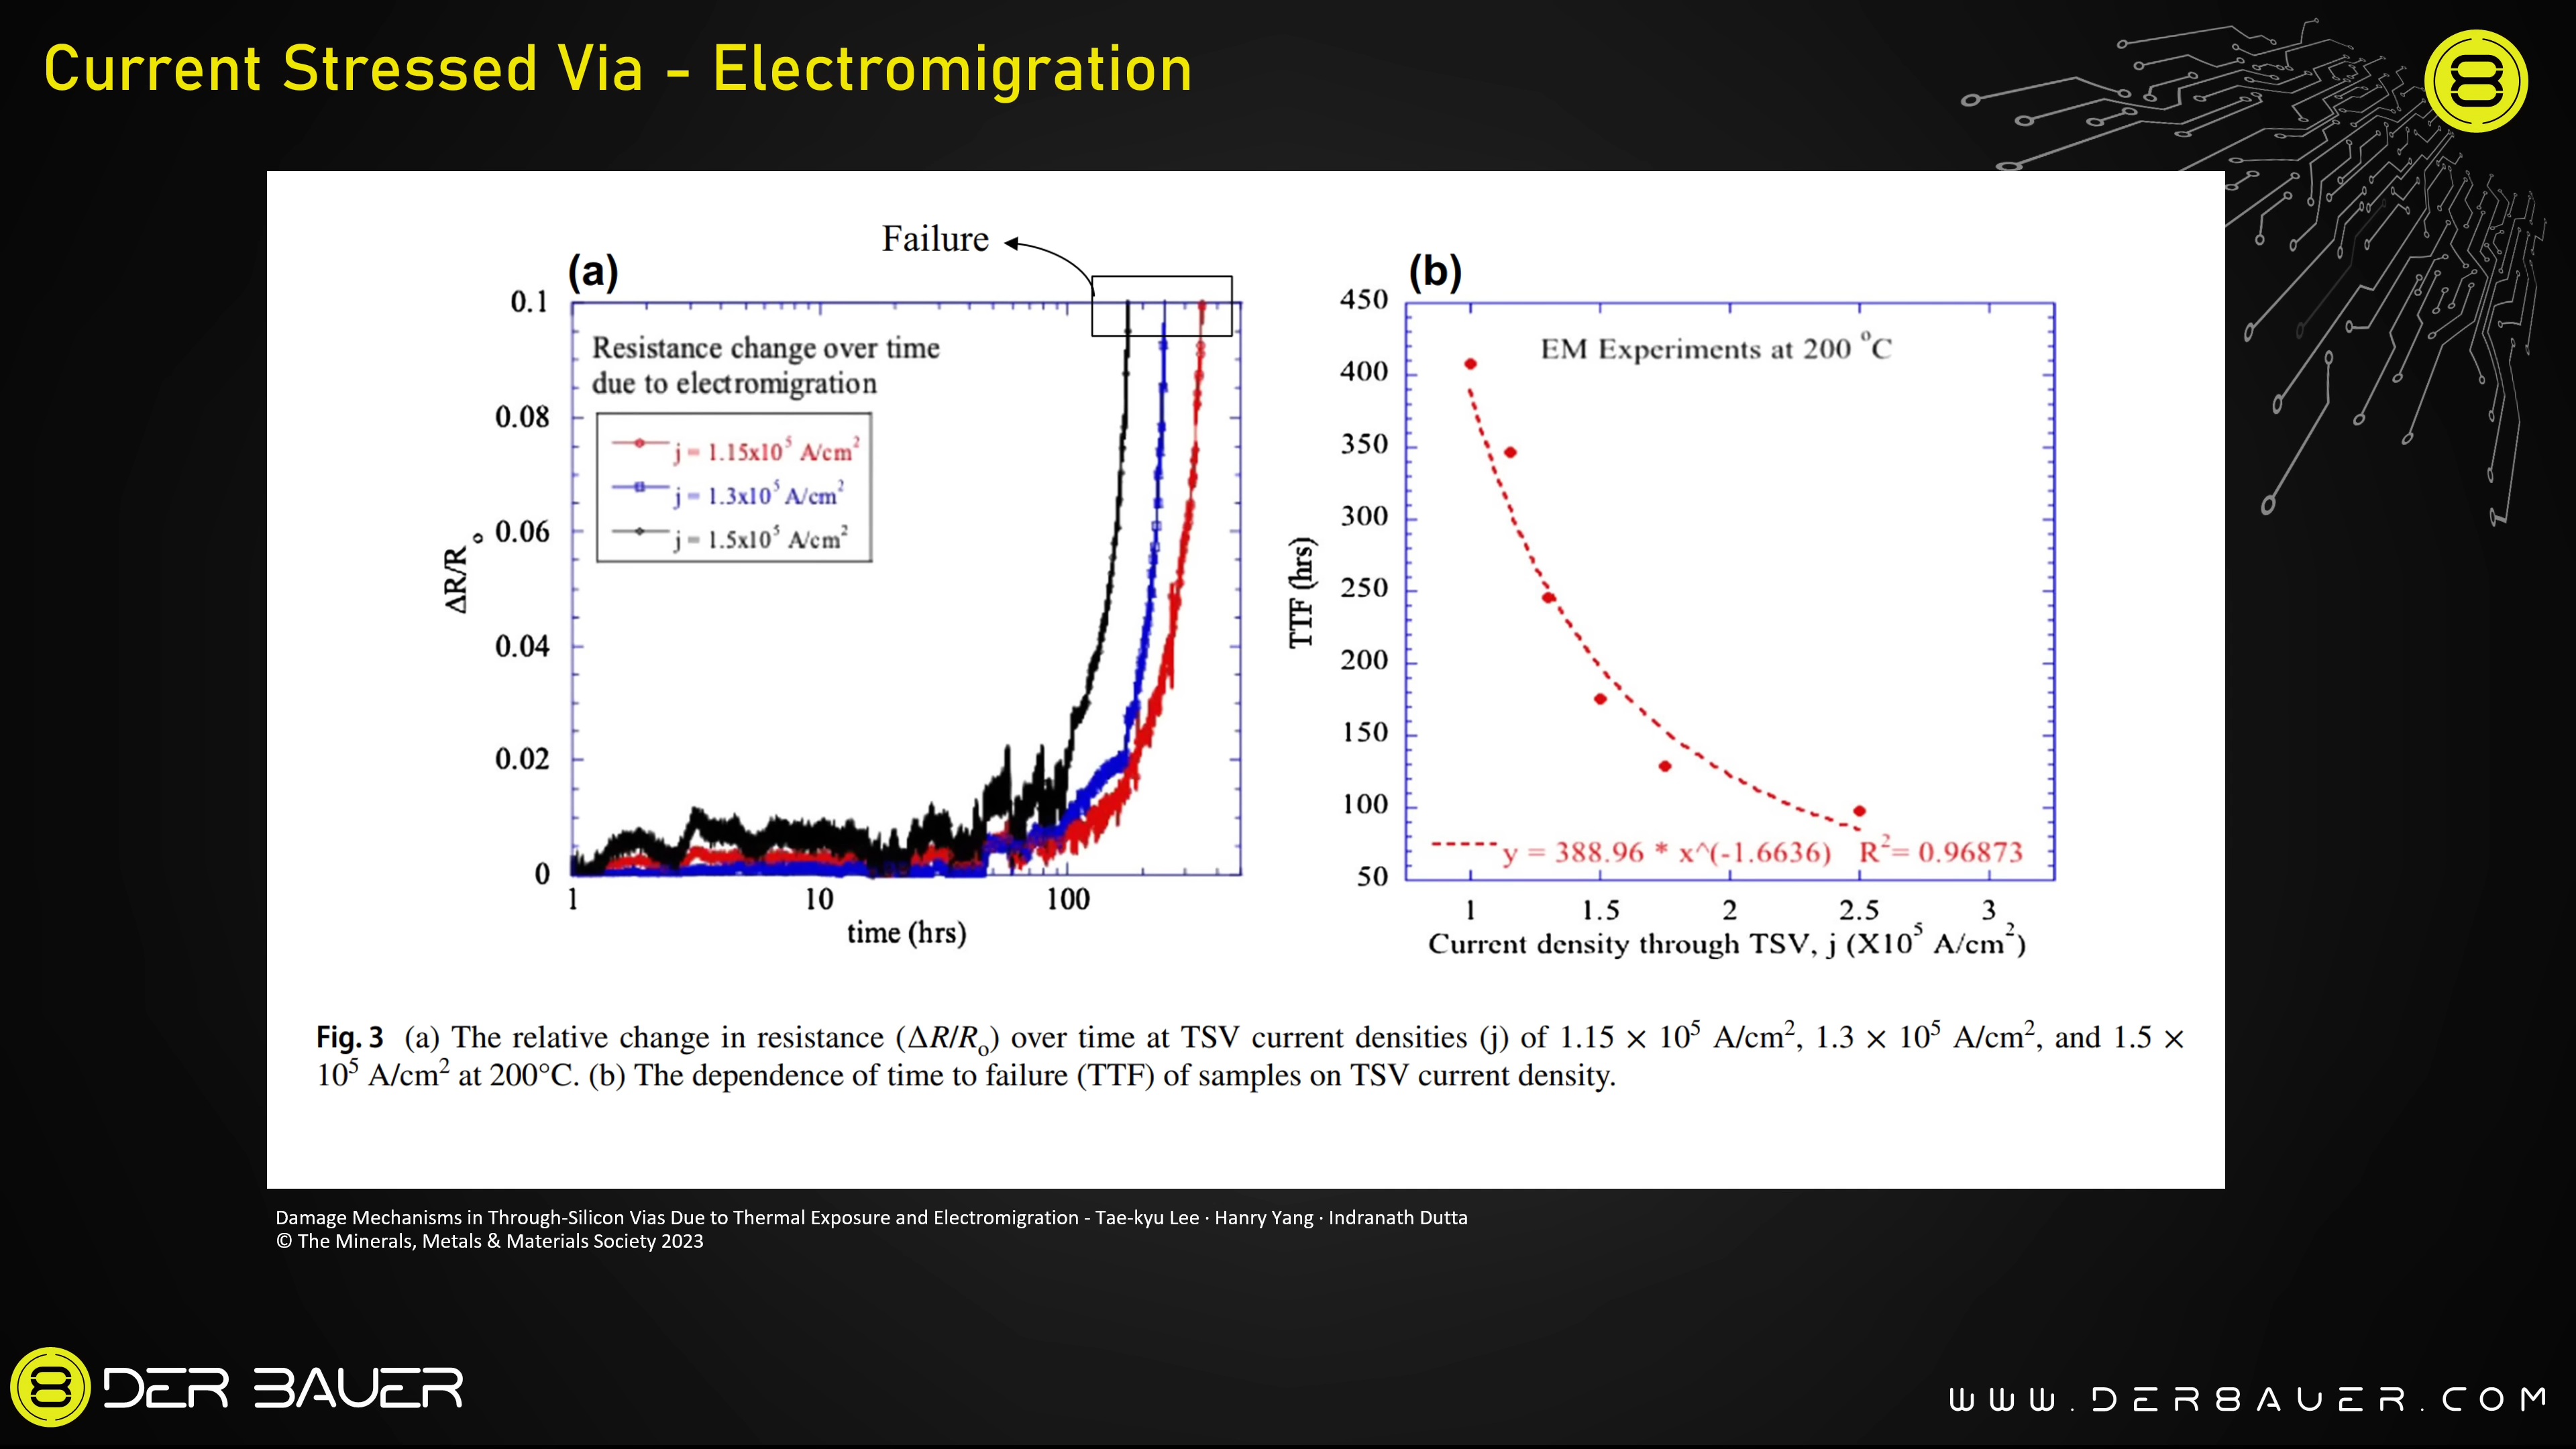 Current Stressed Via - Electromigration
Failure
(a)
0.1
0.08
0.06
0.04
0.02
0
ΔR/Ro
Resistance change over time
due to electromigration
j = 1.15x10⁵ A/cm²
j = 1.3x10⁵ A/cm²
j = 1.5x10⁵ A/cm²
1
10
100
time (hrs)
(b)
450
400
350
300
250
200
150
100
50
TTF (hrs)
EM Experiments at 200 °C
y = 388.96 * x^(-1.6636) R²= 0.96873
1
1.5
2
2.5
3
Current density through TSV, j (X10⁵ A/cm²)
Fig. 3 (a) The relative change in resistance (ΔR/Ro) over time at TSV current densities (j) of 1.15 × 10⁵ A/cm², 1.3 × 10⁵ A/cm², and 1.5 ×
10⁵ A/cm² at 200°C. (b) The dependence of time to failure (TTF) of samples on TSV current density.
Damage Mechanisms in Through-Silicon Vias Due to Thermal Exposure and Electromigration - Tae-kyu Lee · Hanry Yang · Indranath Dutta
© The Minerals, Metals & Materials Society 2023
DER 8AUER
WWW.DER8AUER.COM